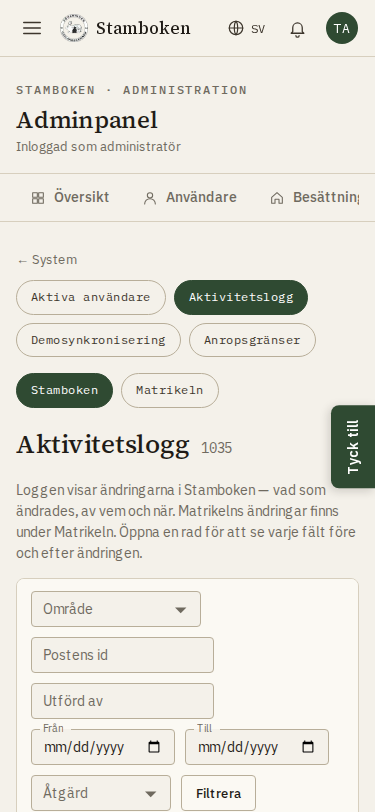 Stamboken
SV
TA
STAMBOKEN · ADMINISTRATION
Adminpanel
Inloggad som administratör
Översikt
Användare
Besättning
← System
Aktiva användare
Aktivitetslogg
Demosynkronisering
Anropsgränser
Stamboken
Matrikeln
Tyck till
Aktivitetslogg 1035
Loggen visar ändringarna i Stamboken — vad som
ändrades, av vem och när. Matrikelns ändringar finns
under Matrikeln. Öppna en rad för att se varje fält före
och efter ändringen.
Område
Postens id
Utförd av
Från
Till
mm/dd/yyyy
mm/dd/yyyy
Åtgärd
Filtrera